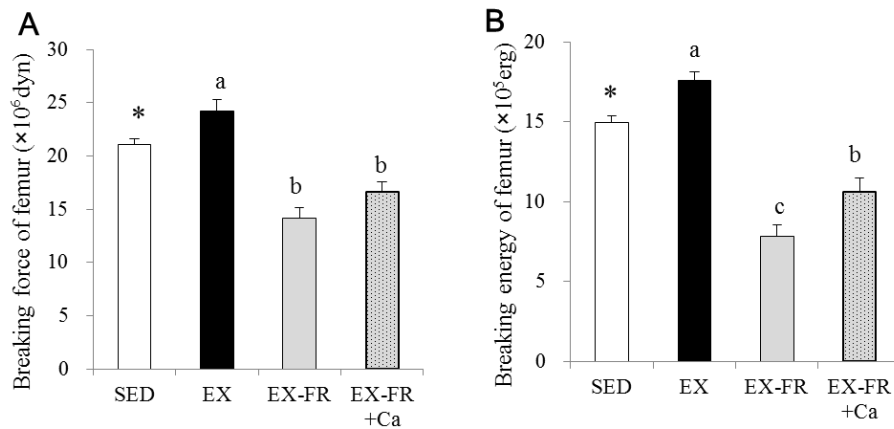 A
Breaking force of femur (×10⁶dyn)
30
25
20
15
10
5
0
*
a
b
b
SED
EX
EX-FR
EX-FR
+Ca
B
Breaking energy of femur (×10⁵erg)
20
15
10
5
0
*
a
c
b
SED
EX
EX-FR
EX-FR
+Ca